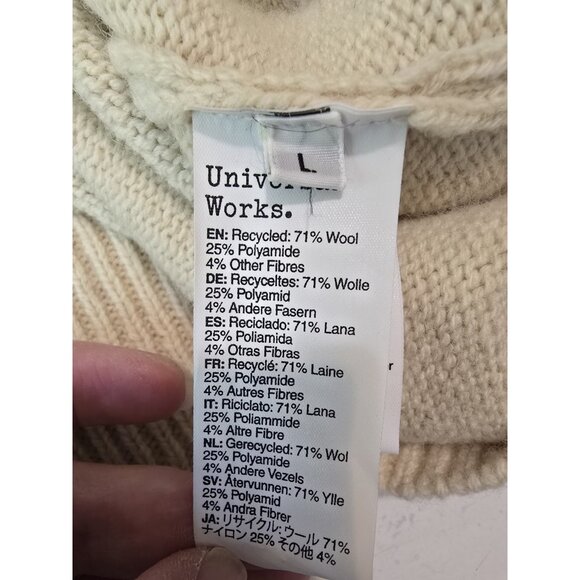 L
Works.
EN: Recycled: 71% Wool
25% Polyamide
4% Other Fibres
DE: Recyceltes: 71% Wolle
25% Polyamid
4% Andere Fasern
ES: Reciclado: 71% Lana
25% Poliamida
4% Otras Fibras
FR: Recyclé: 71% Laine
25% Polyamide
4% Autres Fibres
IT: Riciclato: 71% Lana
25% Poliammide
4% Altre Fibre
NL: Gerecycled: 71% Wol
25% Polyamide
4% Andere Vezels
SV: Återvunnen: 71% Ylle
25% Polyamid
4% Andra Fibrer
JA: リサイクル: ウール 71%
ナイロン 25% その他 4%